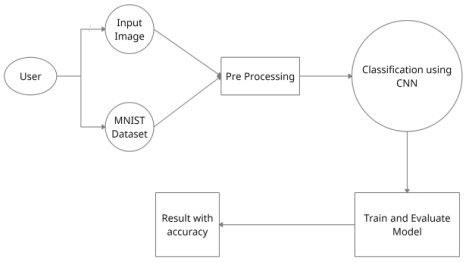 Input
Image
User
Pre Processing
Classification using
CNN
MNIST
Dataset
Result with
accuracy
Train and Evaluate
Model